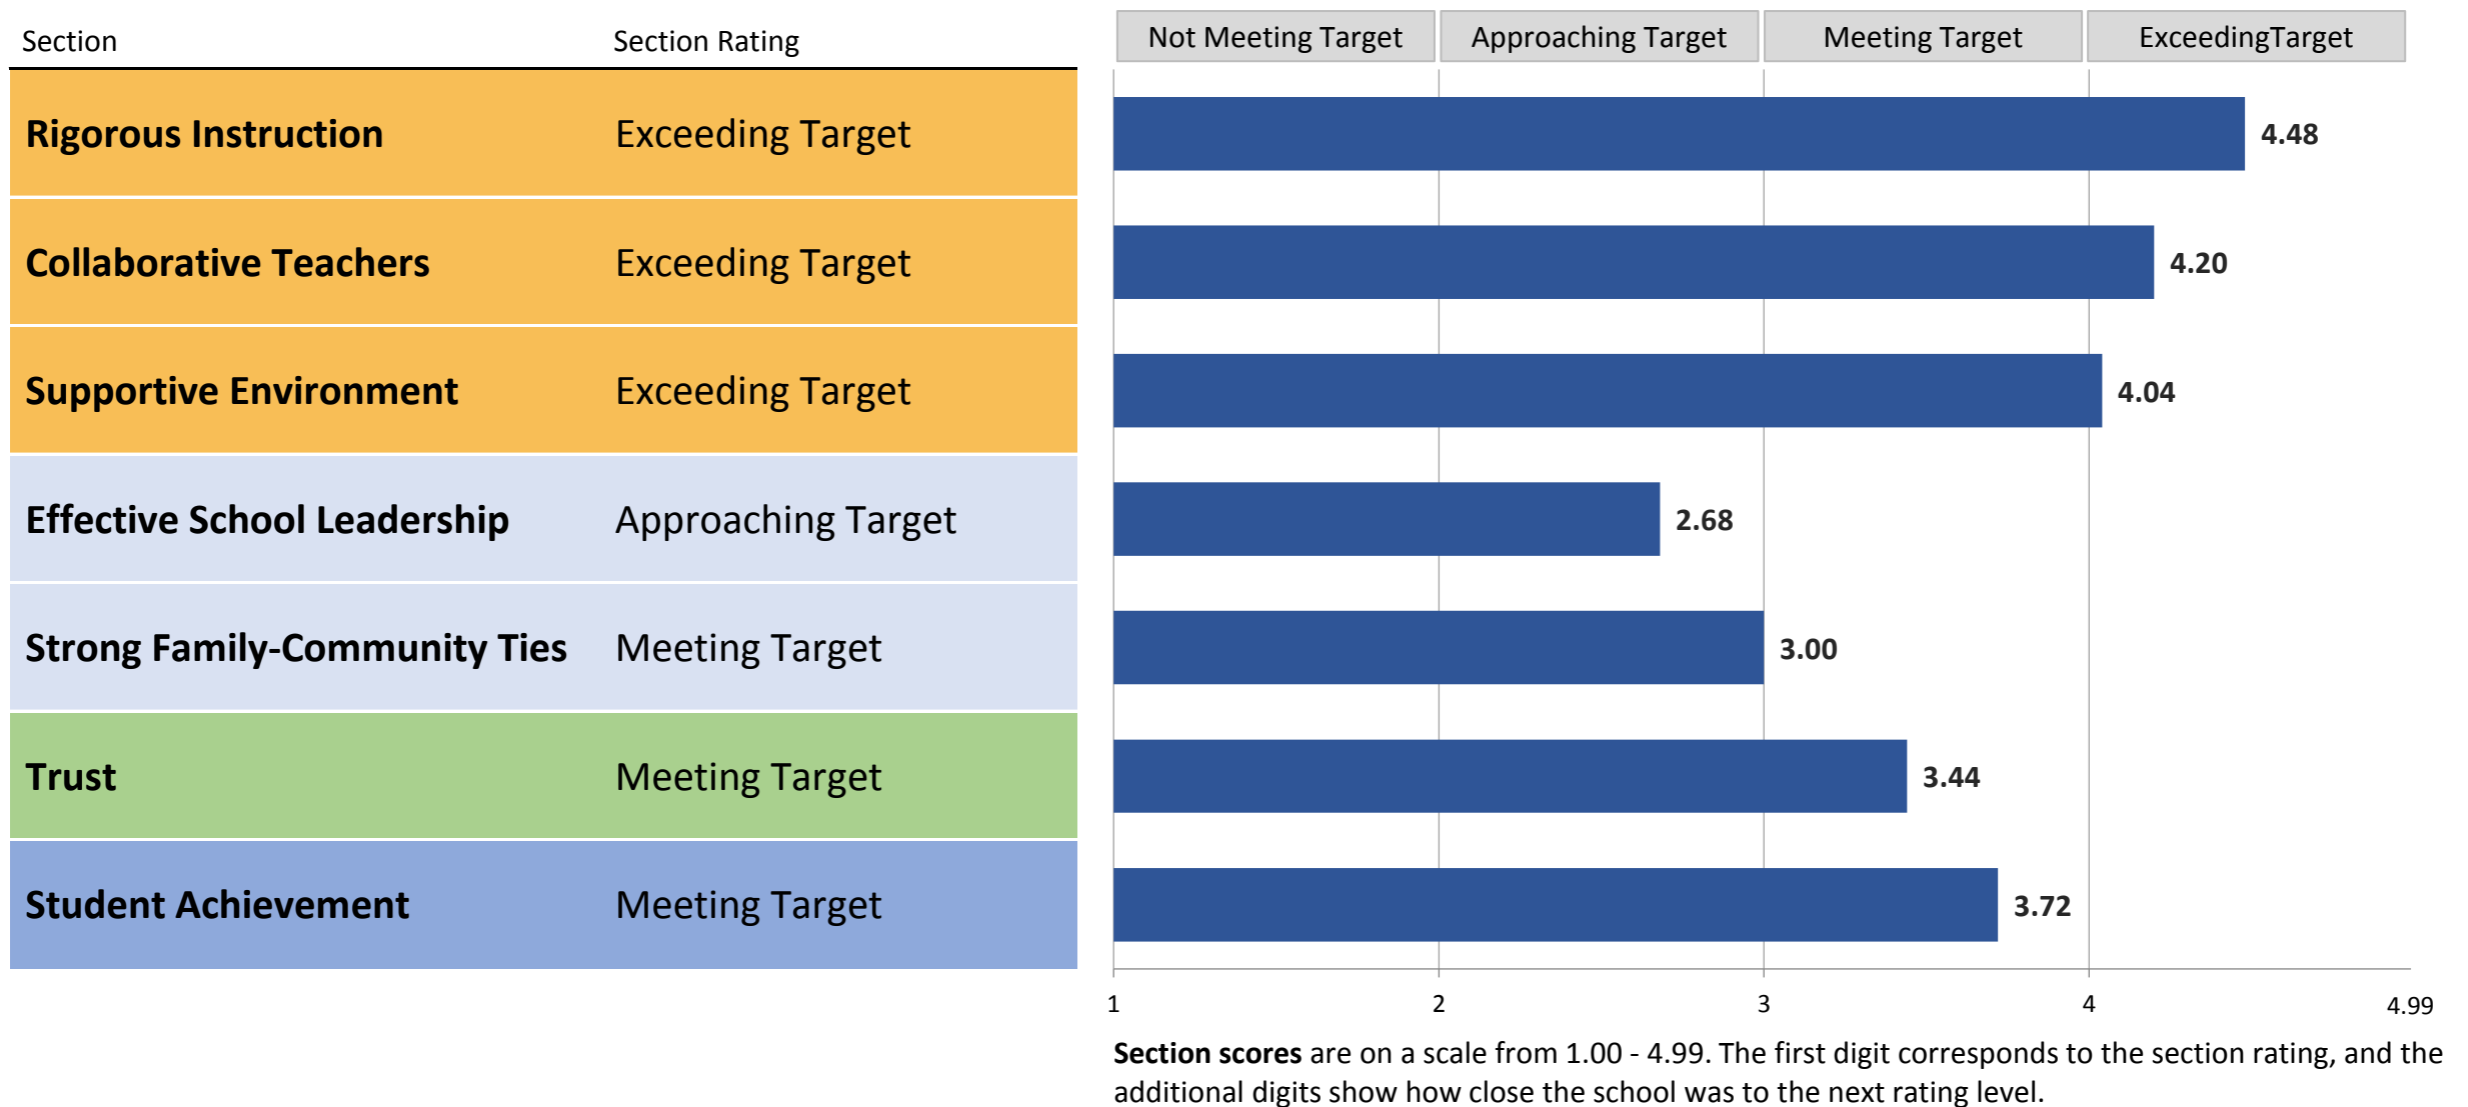 Section Section Rating Not Meeting Target Approaching Target Meeting Target ExceedingTarget
Rigorous Instruction Exceeding Target 4.48
Collaborative Teachers Exceeding Target 4.20
Supportive Environment Exceeding Target 4.04
Effective School Leadership Approaching Target 2.68
Strong Family-Community Ties Meeting Target 3.00
Trust Meeting Target 3.44
Student Achievement Meeting Target 3.72
1 2 3 4 4.99
Section scores are on a scale from 1.00 - 4.99. The first digit corresponds to the section rating, and the
additional digits show how close the school was to the next rating level.